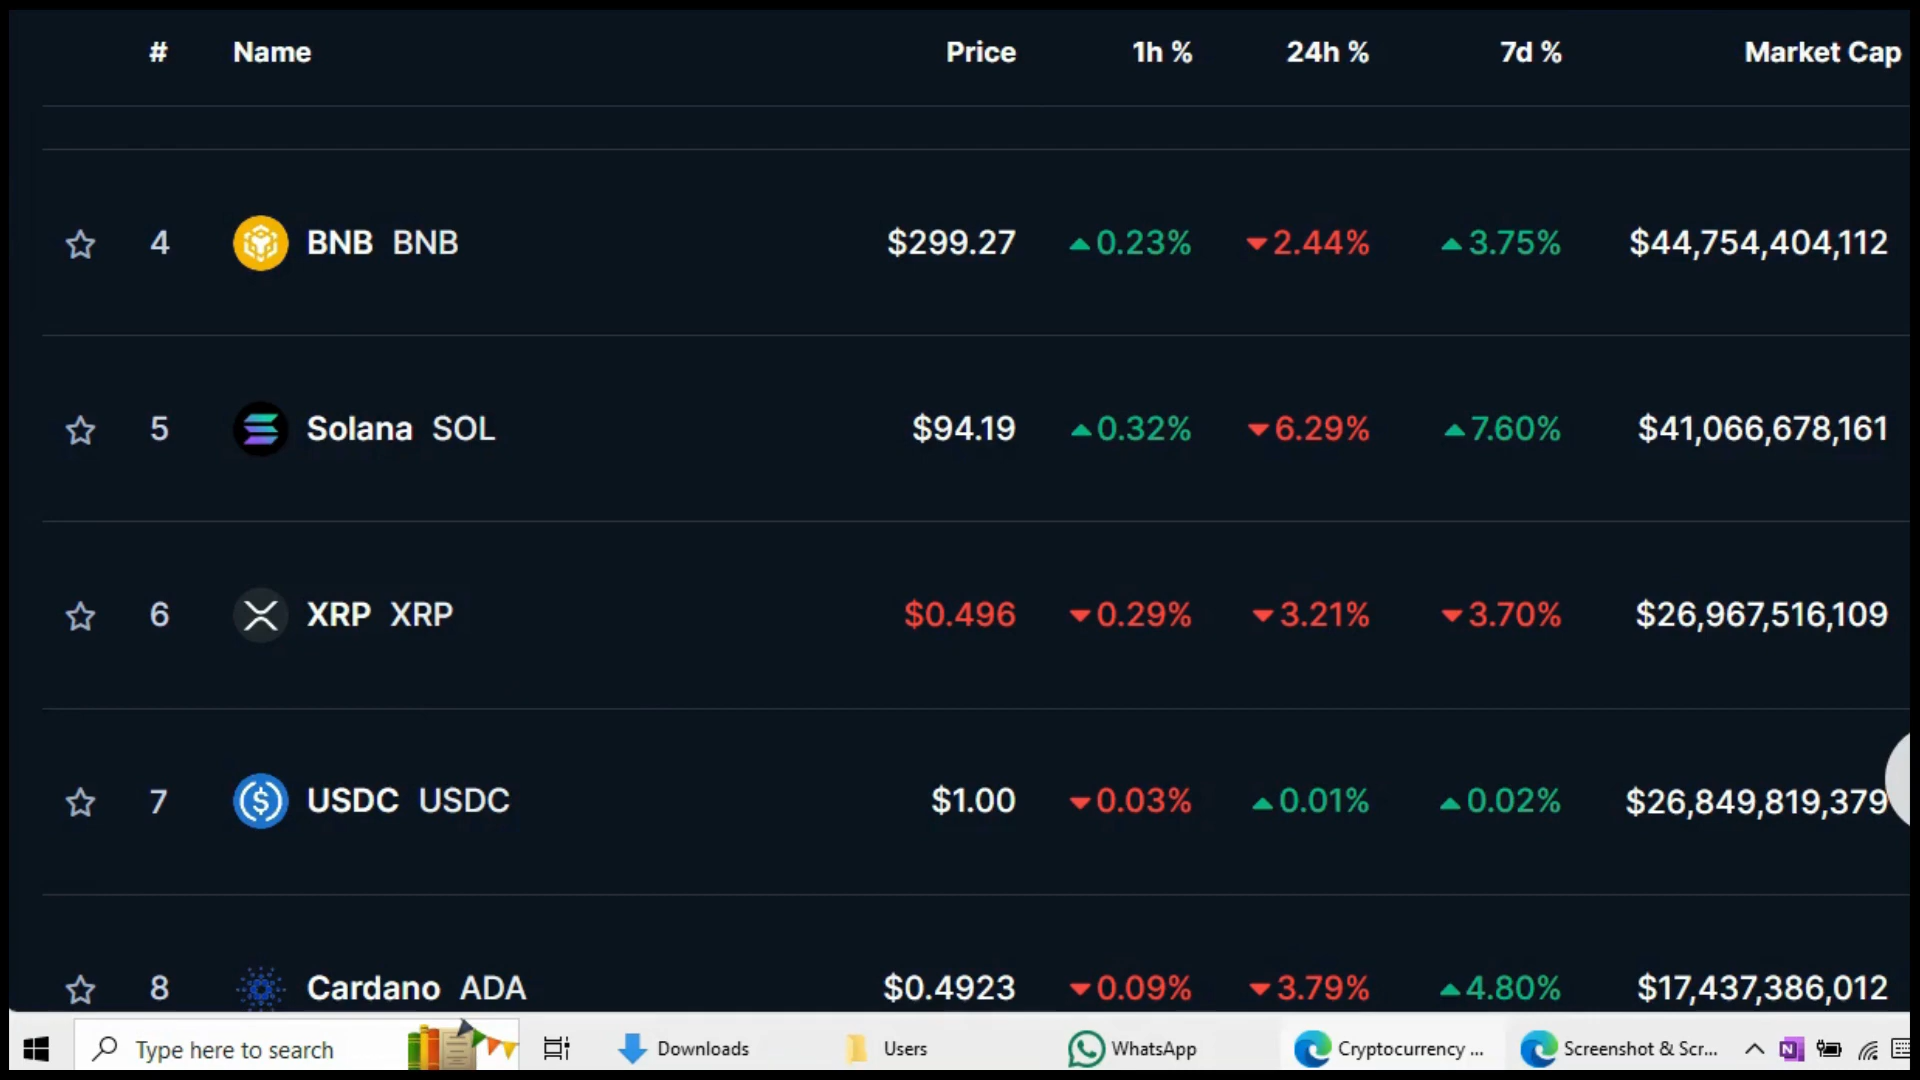 # Name Price 1h % 24h % 7d % Market Cap
4 BNB BNB $299.27 0.23% 2.44% 3.75% $44,754,404,112
5 Solana SOL $94.19 0.32% 6.29% 7.60% $41,066,678,161
6 XRP XRP $0.496 0.29% 3.21% 3.70% $26,967,516,109
7 USDC USDC $1.00 0.03% 0.01% 0.02% $26,849,819,379
8 Cardano ADA $0.4923 0.09% 3.79% 4.80% $17,437,386,012
Type here to search Downloads Users WhatsApp Cryptocurrency ... Screenshot & Scr...